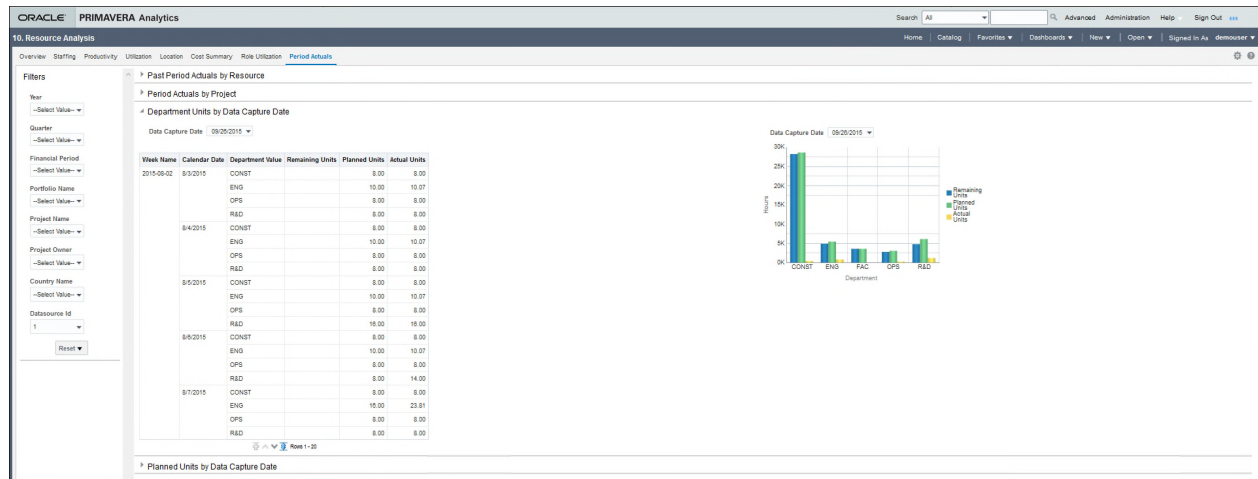 ORACLE PRIMAVERA Analytics
Search All Advanced Administration Help Sign Out
10. Resource Analysis
Home Catalog Favorites Dashboards New Open Signed In As demouser
Overview Staffing Productivity Utilization Location Cost Summary Role Utilization Period Actuals
Filters
Year
--Select Value--
Quarter
--Select Value--
Financial Period
--Select Value--
Portfolio Name
--Select Value--
Project Name
--Select Value--
Project Owner
--Select Value--
Country Name
--Select Value--
Datasource Id
1
Reset
Past Period Actuals by Resource
Period Actuals by Project
Department Units by Data Capture Date
Data Capture Date 09/26/2015
Week Name Calendar Date Department Value Remaining Units Planned Units Actual Units
2015-08-02 8/3/2015 CONST 8.00 8.00
ENG 10.00 10.07
OPS 8.00 8.00
R&D 8.00 8.00
8/4/2015 CONST 8.00 8.00
ENG 10.00 10.07
OPS 8.00 8.00
R&D 8.00 8.00
8/5/2015 CONST 8.00 8.00
ENG 10.00 10.07
OPS 8.00 8.00
R&D 16.00 16.00
8/6/2015 CONST 8.00 8.00
ENG 10.00 10.07
OPS 8.00 8.00
R&D 8.00 14.00
8/7/2015 CONST 8.00 8.00
ENG 16.00 23.81
OPS 8.00 8.00
R&D 8.00 8.00
Rows 1 - 20
Data Capture Date 09/26/2015
30K
25K
20K
15K
10K
5K
0K
Hours
CONST ENG FAC OPS R&D
Department
Remaining
Units
Planned
Units
Actual
Units
Planned Units by Data Capture Date